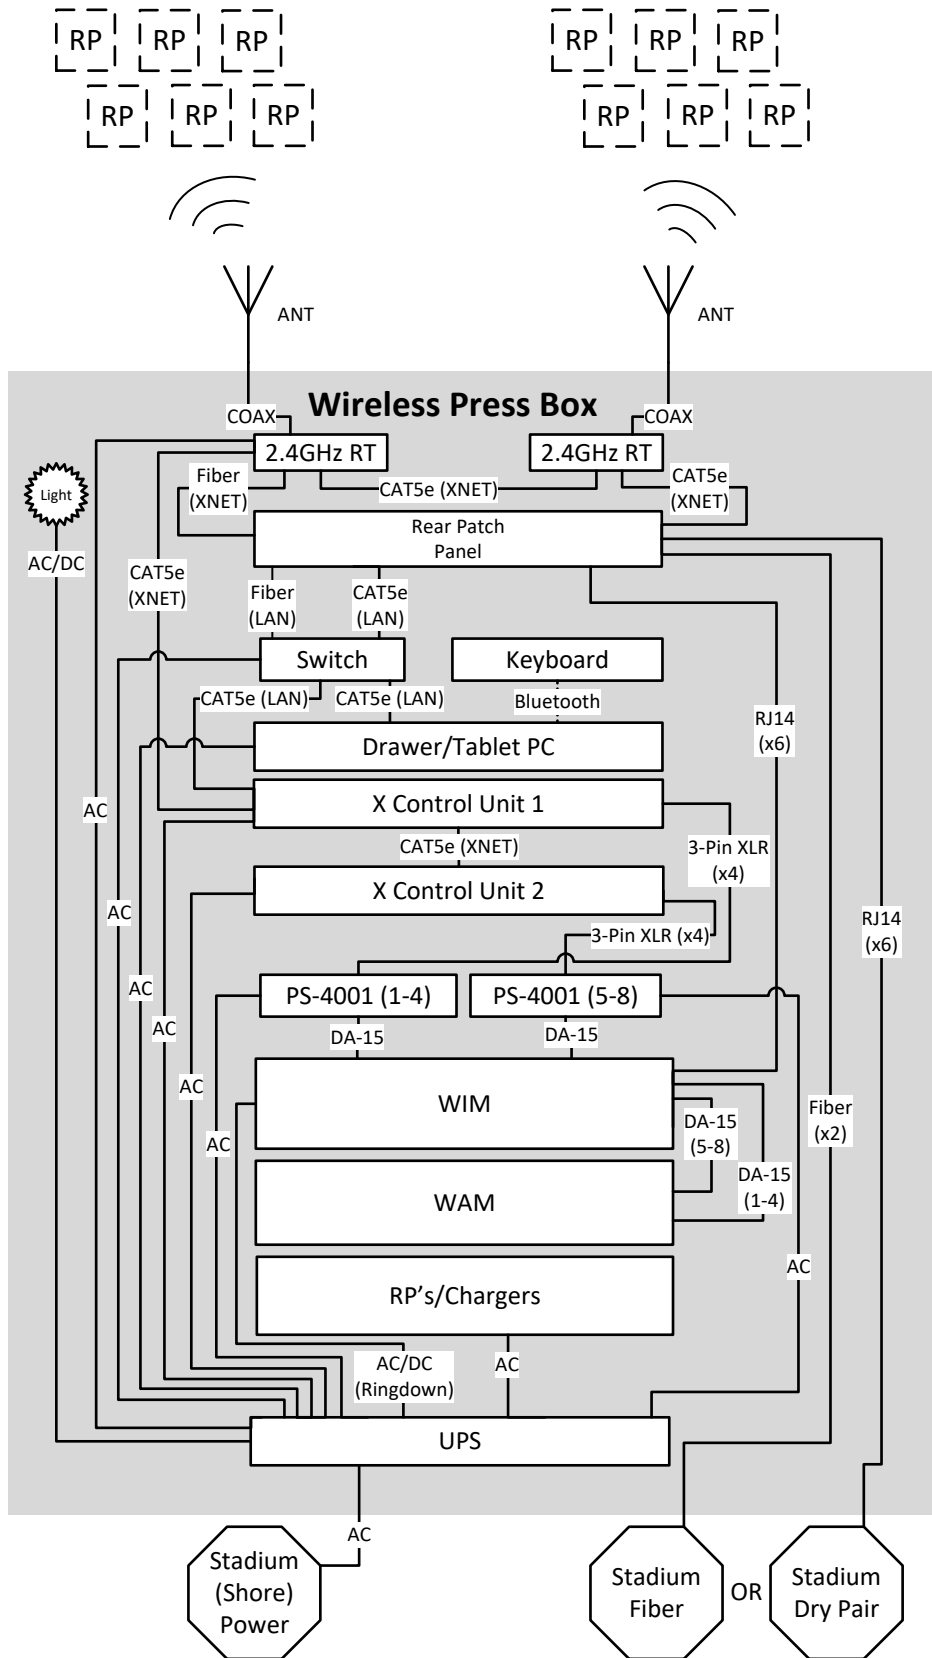 RP RP RP RP RP RP
RP RP RP RP RP RP
ANT ANT
Wireless Press Box
COAX COAX
2.4GHz RT 2.4GHz RT
Light
Fiber
(XNET)
CAT5e (XNET)
CAT5e
(XNET)
Rear Patch
Panel
AC/DC
CAT5e
(XNET)
Fiber
(LAN)
CAT5e
(LAN)
Switch Keyboard
CAT5e (LAN) CAT5e (LAN) Bluetooth
RJ14
(x6)
Drawer/Tablet PC
AC
X Control Unit 1
CAT5e (XNET)
3-Pin XLR
(x4)
X Control Unit 2
AC
RJ14
(x6)
3-Pin XLR (x4)
AC
PS-4001 (1-4) PS-4001 (5-8)
AC
DA-15 DA-15
AC
WIM
Fiber
(x2)
DA-15
(5-8)
AC
DA-15
(1-4)
WAM
AC
RP's/Chargers
AC/DC
(Ringdown)
AC
UPS
AC
Stadium
(Shore)
Power
Stadium
Fiber
OR
Stadium
Dry Pair